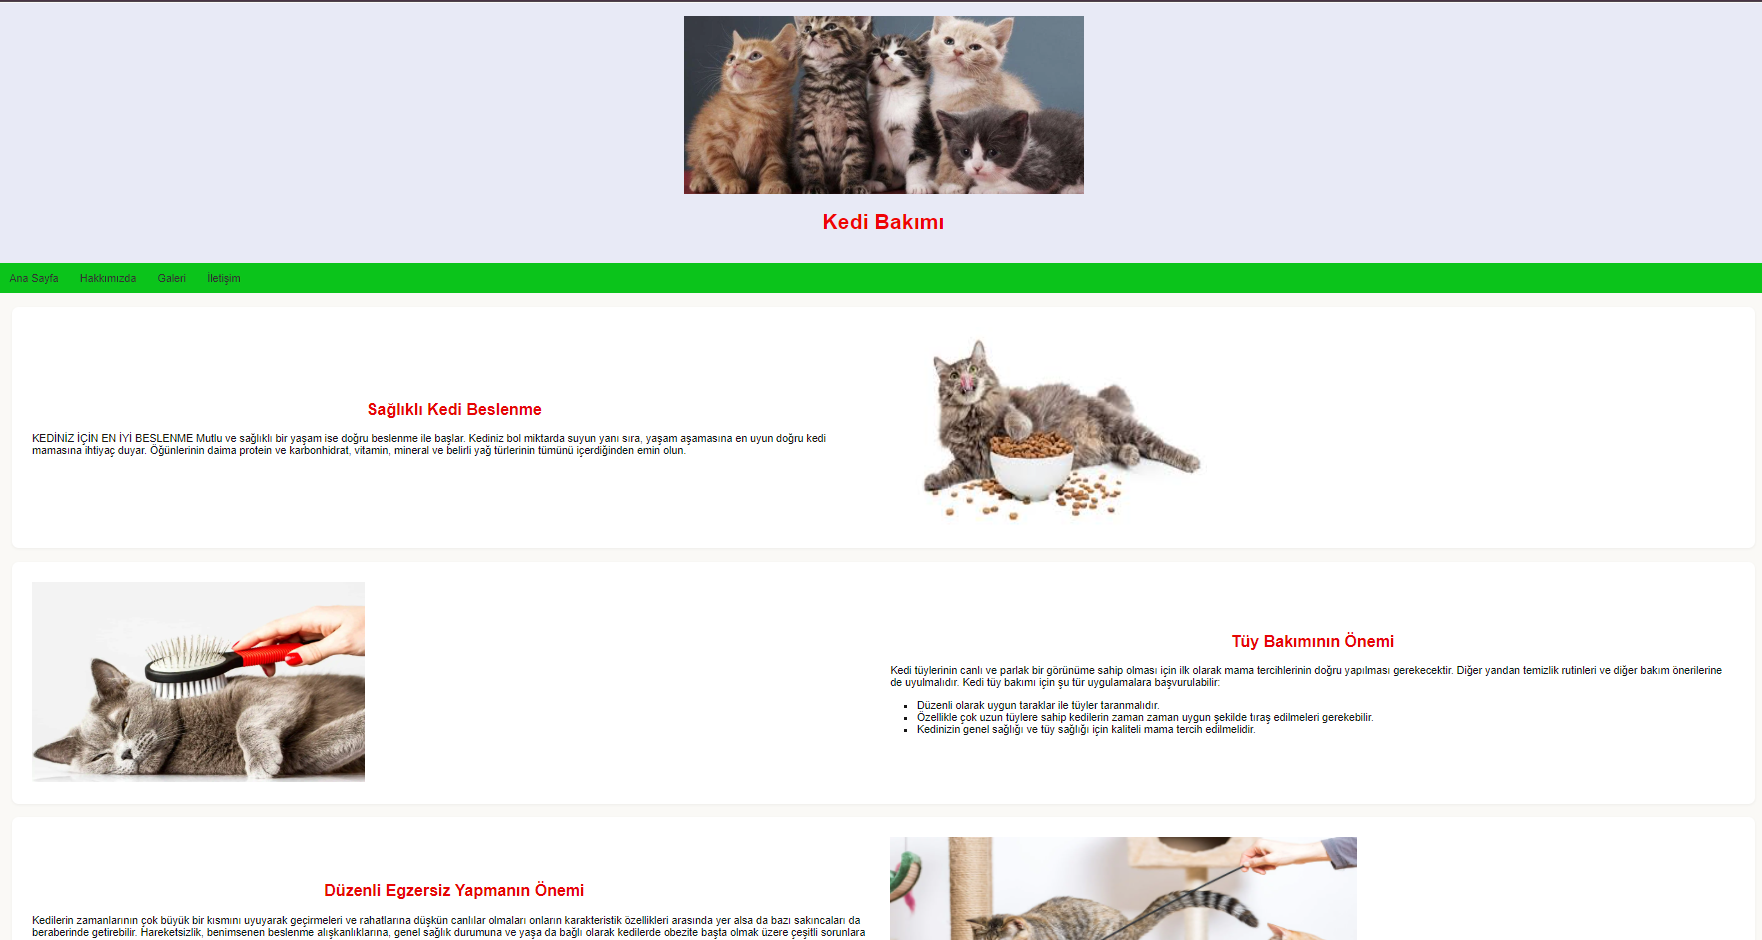 Kedi Bakımı
Ana Sayfa Hakkımızda Galeri İletişim
Sağlıklı Kedi Beslenme
KEDİNİZ İÇİN EN İYİ BESLENME Mutlu ve sağlıklı bir yaşam ise doğru beslenme ile başlar. Kediniz bol miktarda suyun yanı sıra, yaşam aşamasına en uyun doğru kedi
mamasına ihtiyaç duyar. Öğünlerinin daima protein ve karbonhidrat, vitamin, mineral ve belirli yağ türlerinin tümünü içerdiğinden emin olun.
Tüy Bakımının Önemi
Kedi tüylerinin canlı ve parlak bir görünüme sahip olması için ilk olarak mama tercihlerinin doğru yapılması gerekecektir. Diğer yandan temizlik rutinleri ve diğer bakım önerilerine
de uyulmalıdır. Kedi tüy bakımı için şu tür uygulamalara başvurulabilir:
Düzenli olarak uygun taraklar ile tüyler taranmalıdır.
Özellikle çok uzun tüylere sahip kedilerin zaman zaman uygun şekilde tıraş edilmeleri gerekebilir.
Kedinizin genel sağlığı ve tüy sağlığı için kaliteli mama tercih edilmelidir.
Düzenli Egzersiz Yapmanın Önemi
Kedilerin zamanlarının çok büyük bir kısmını uyuyarak geçirmeleri ve rahatlarına düşkün canlılar olmaları onların karakteristik özellikleri arasında yer alsa da bazı sakıncaları da
beraberinde getirebilir. Hareketsizlik, benimsenen beslenme alışkanlıklarına, genel sağlık durumuna ve yaşa da bağlı olarak kedilerde obezite başta olmak üzere çeşitli sorunlara